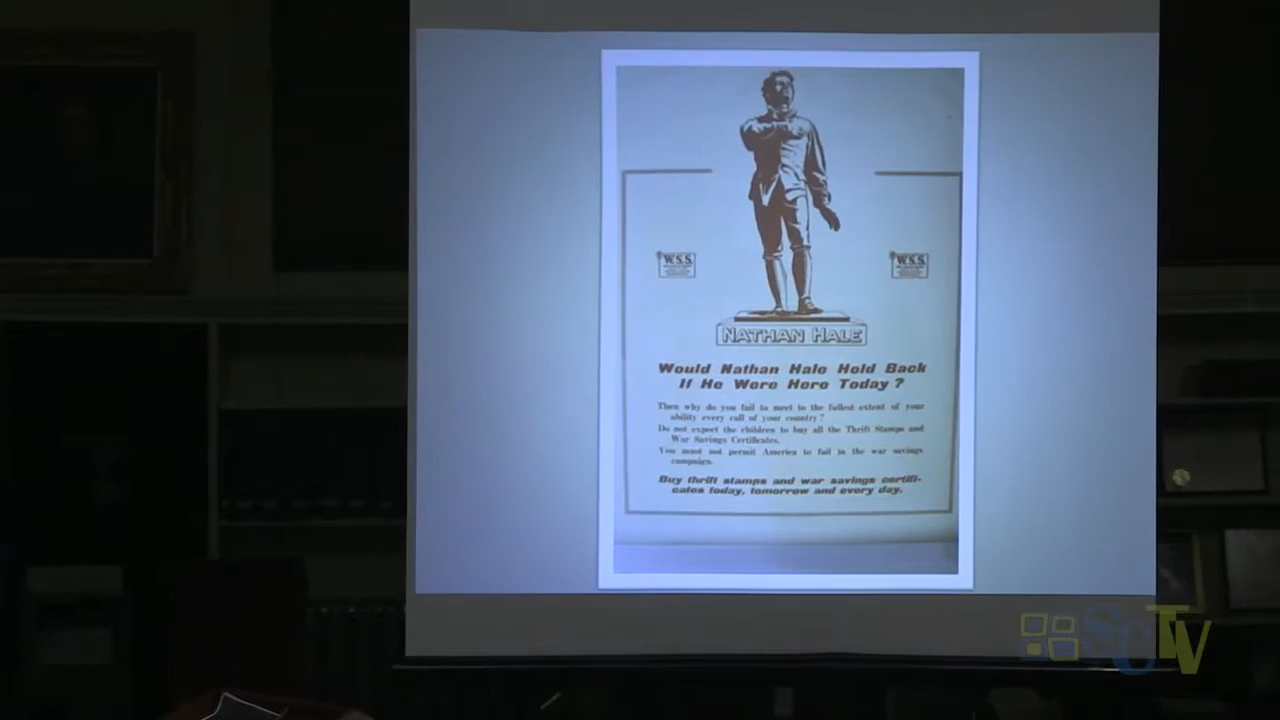 W.S.S.
W.S.S.
NATHAN HALE
Would Nathan Hale Hold Back
If He Were Here Today?
Then why do you fail to meet to the fullest extent of your
ability every call of your country?
Do not expect the children to buy all the Thrift Stamps and
War Savings Certificates.
You must not permit America to fail in the war savings
campaign.
Buy thrift stamps and war savings certifi-
cates today, tomorrow and every day.
SCTV